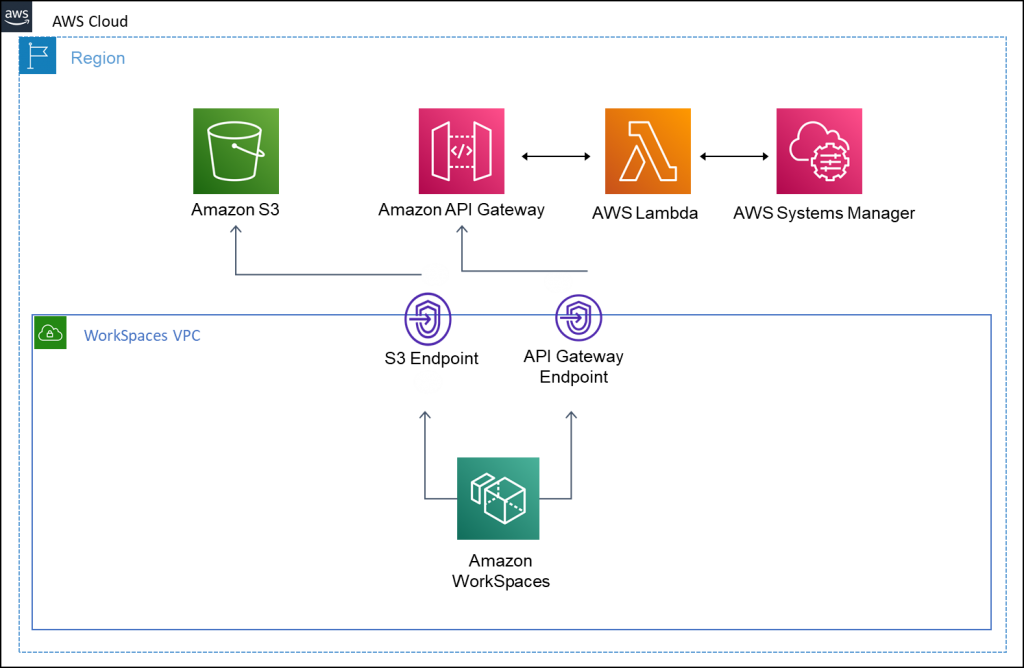 aws
AWS Cloud
Region
Amazon S3
Amazon API Gateway
AWS Lambda
AWS Systems Manager
WorkSpaces VPC
S3 Endpoint
API Gateway
Endpoint
Amazon
WorkSpaces